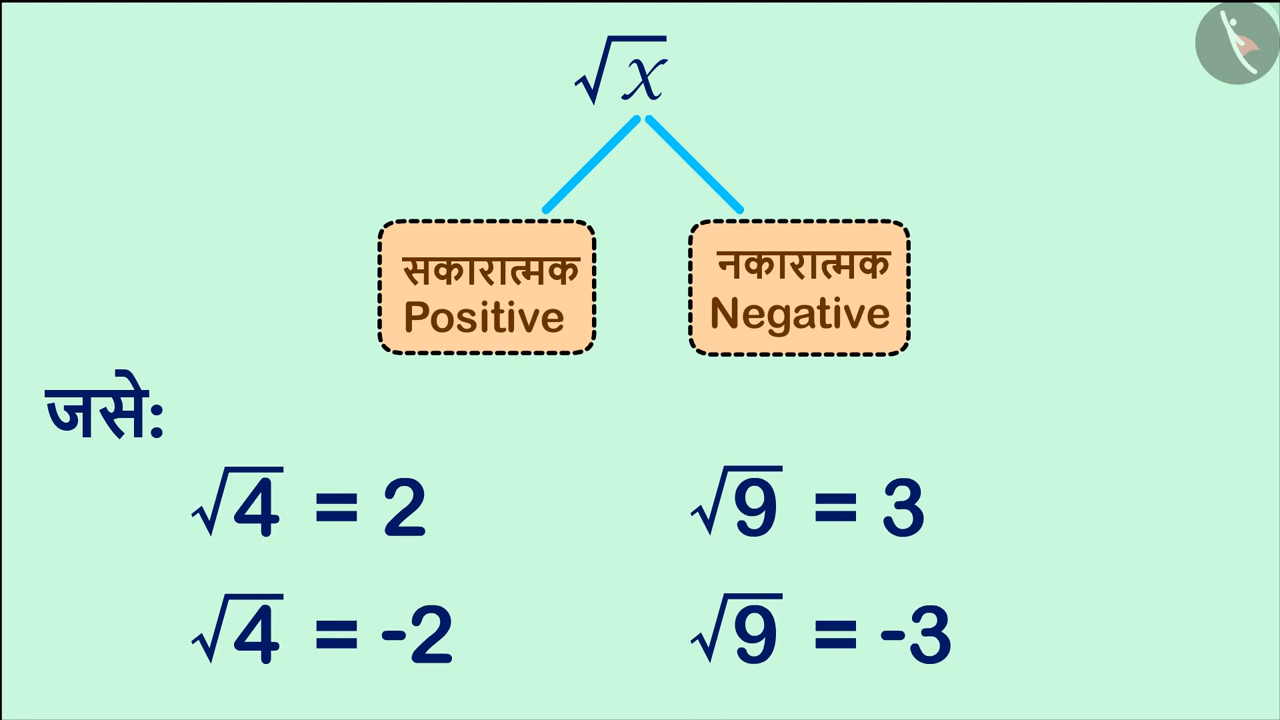 √x
सकारात्मक
Positive
नकारात्मक
Negative
जसे:
√4 = 2
√9 = 3
√4 = -2
√9 = -3